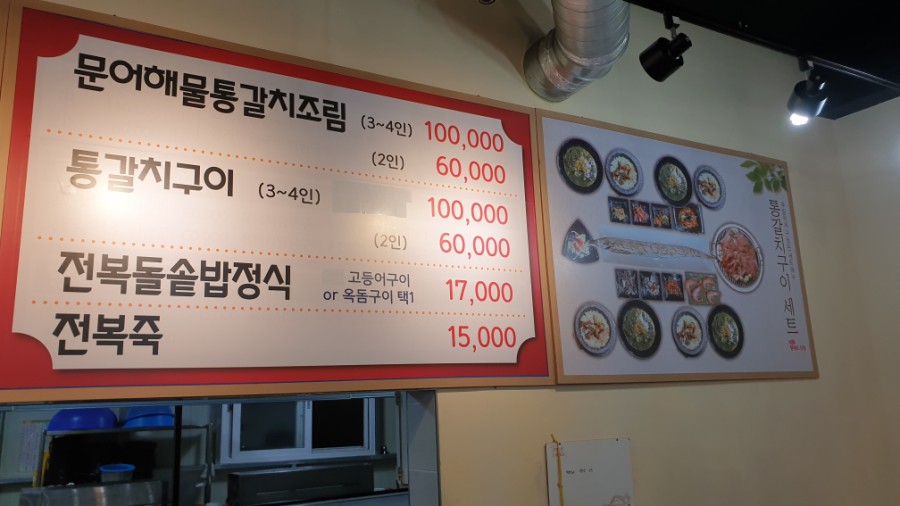 문어해물통갈치조림 (3~4인) 100,000
(2인) 60,000
통갈치구이 (3~4인) 100,000
(2인) 60,000
전복돌솥밥정식 고등어구이 or 옥돔구이 택1 17,000
전복죽 15,000
통갈치구이 세트